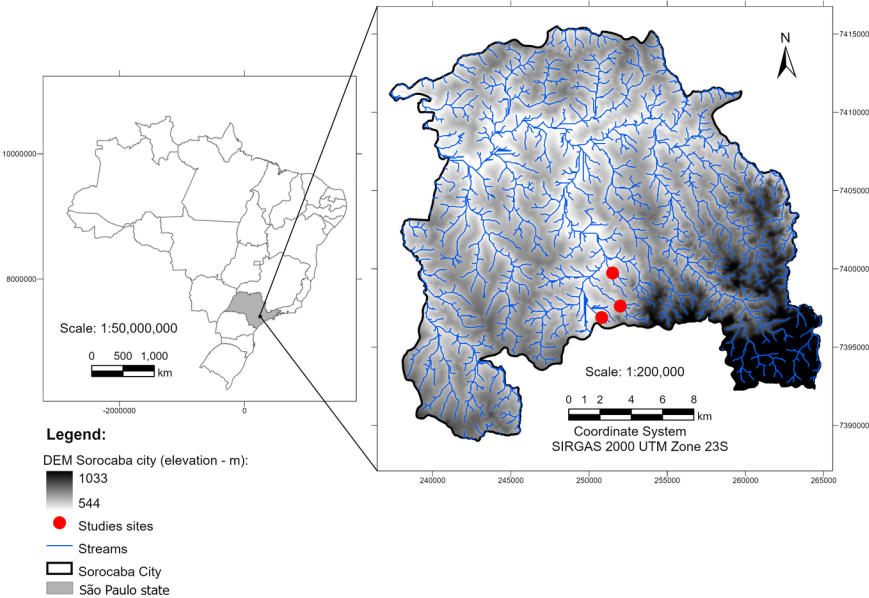 10000000
8000000
-2000000
0
Scale: 1:50,000,000
0 500 1,000
km
N
7415000
7410000
7405000
7400000
7395000
7390000
240000 245000 250000 255000 260000 265000
Scale: 1:200,000
0 1 2 4 6 8
km
Coordinate System
SIRGAS 2000 UTM Zone 23S
Legend:
DEM Sorocaba city (elevation - m):
1033
544
Studies sites
Streams
Sorocaba City
São Paulo state